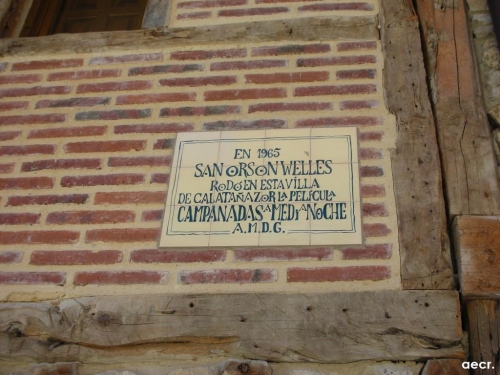 EN 1965
SAN ORSON WELLES
RODÓ EN ESTA VILLA
DE CALATAÑAZOR LA PELÍCULA
CAMPANADAS A MEDIANOCHE
A.M.D.G.
aecr.